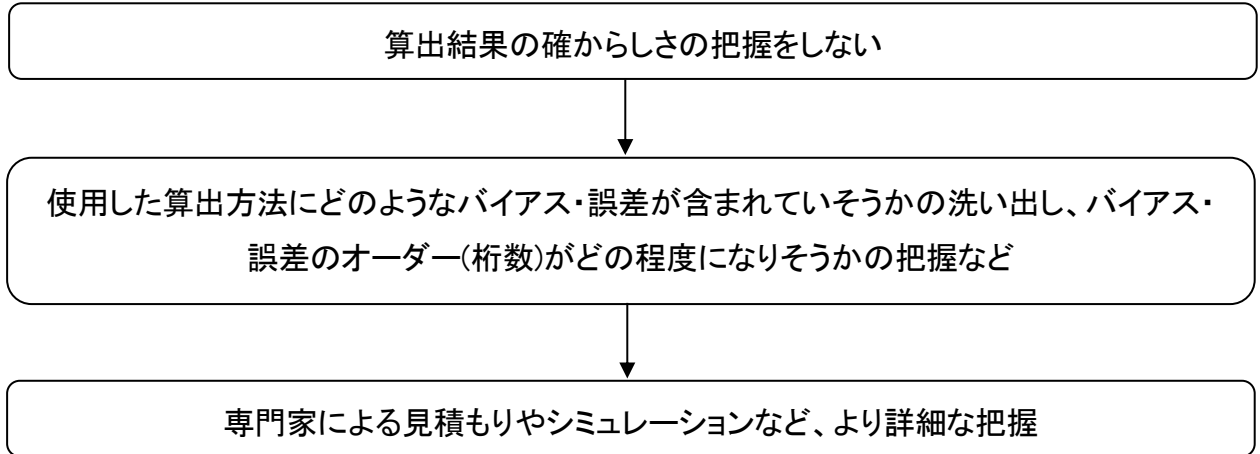 算出結果の確からしさの把握をしない
使用した算出方法にどのようなバイアス・誤差が含まれていそうかの洗い出し、バイアス・
誤差のオーダー(桁数)がどの程度になりそうかの把握など
専門家による見積もりやシミュレーションなど、より詳細な把握